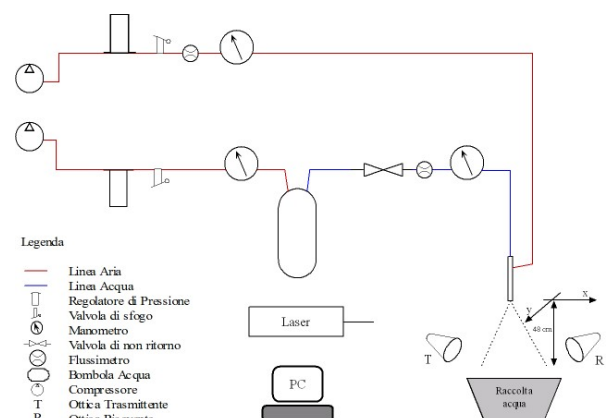 Legenda
Linea Aria
Linea Acqua
Regolatore di Pressione
Valvola di sfogo
Manometro
Valvola di non ritorno
Flussimetro
Bombola Acqua
Compressore
T Ottica Trasmittente
R Ottica
Laser
PC
x
y
48 cm
T
R
Raccolta
acqua